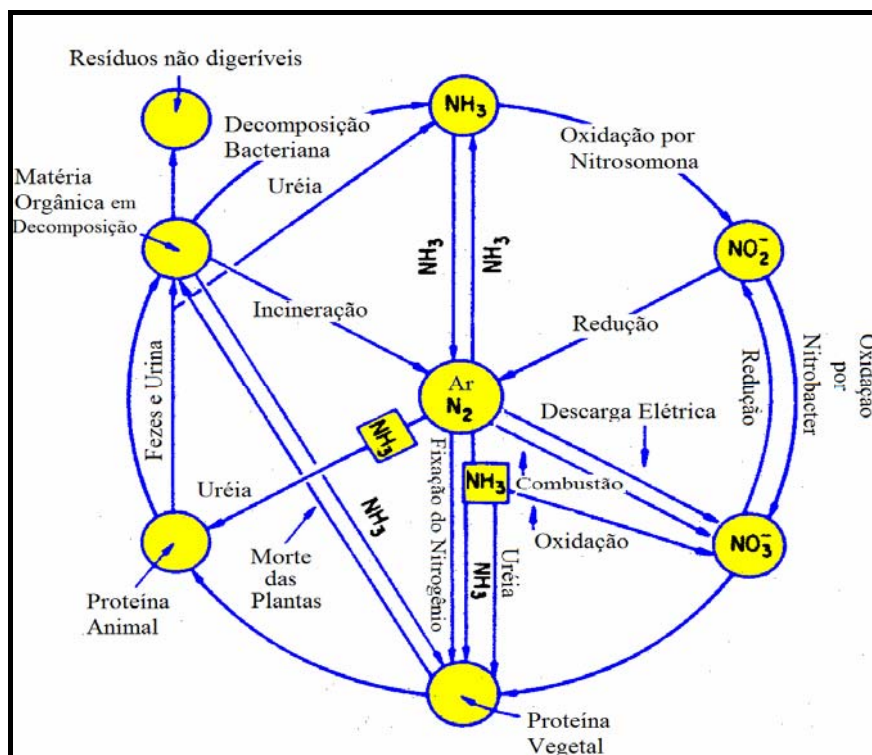 Resíduos não digeríveis
NH3
Decomposição
Bacteriana
Oxidação por
Nitrosomona
Uréia
Matéria
Orgânica em
Decomposição
NO2-
NH3
NH3
Incineração
Redução
Oxidação
por
Nitrobacter
Redução
Ar
N2
Descarga Elétrica
Fezes e Urina
NH3
Fixação do Nitrogênio
NH3
Combustão
Uréia
NH3
Oxidação
NO3-
Uréia
NH3
Morte
das
Plantas
Proteína
Animal
Proteína
Vegetal